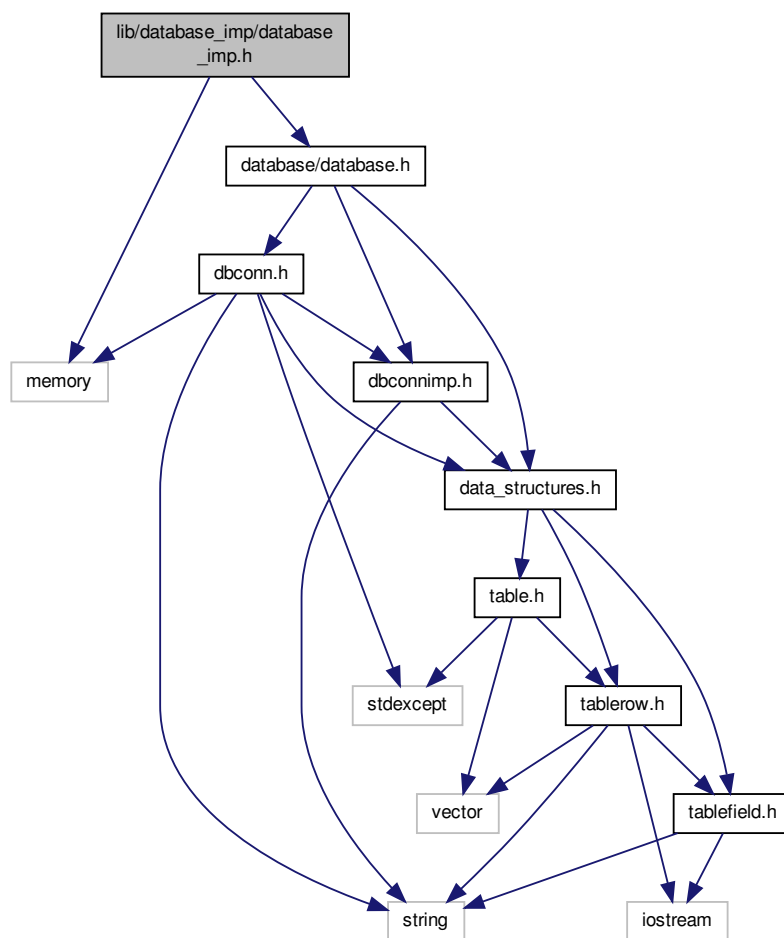 lib/database_imp/database
_imp.h
database/database.h
dbconn.h
memory
dbconnimp.h
data_structures.h
table.h
stdexcept
tablerow.h
vector
tablefield.h
string
iostream